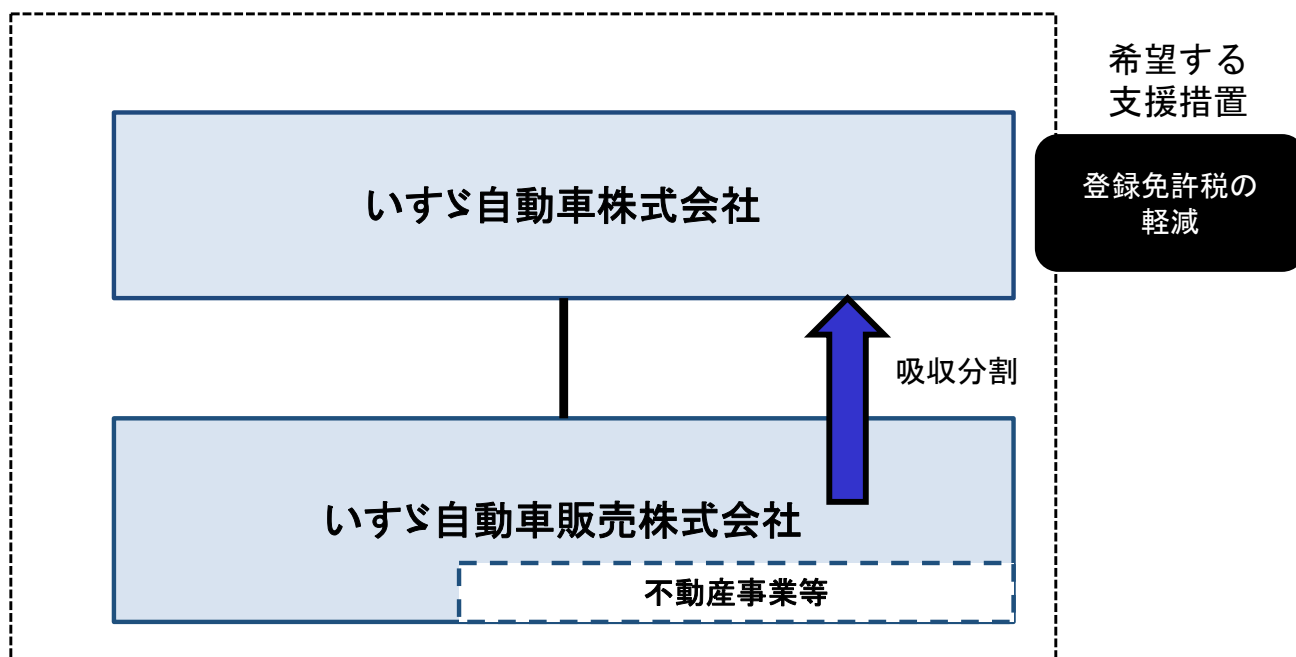 希望する
支援措置
いすゞ自動車株式会社
登録免許税の
軽減
吸収分割
いすゞ自動車販売株式会社
不動産事業等